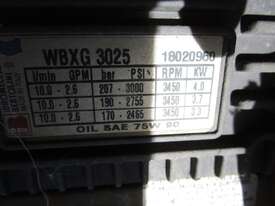 WBXG 3025 18020960
l/min GPM bar PSI RPM KW
10.0 - 2.6 207 - 3000 3450 4.0
10.0 - 2.6 190 - 2755 3450 3.7
10.0 - 2.6 170 - 2465 3450
OIL SAE 75W 90
BERTOLINI